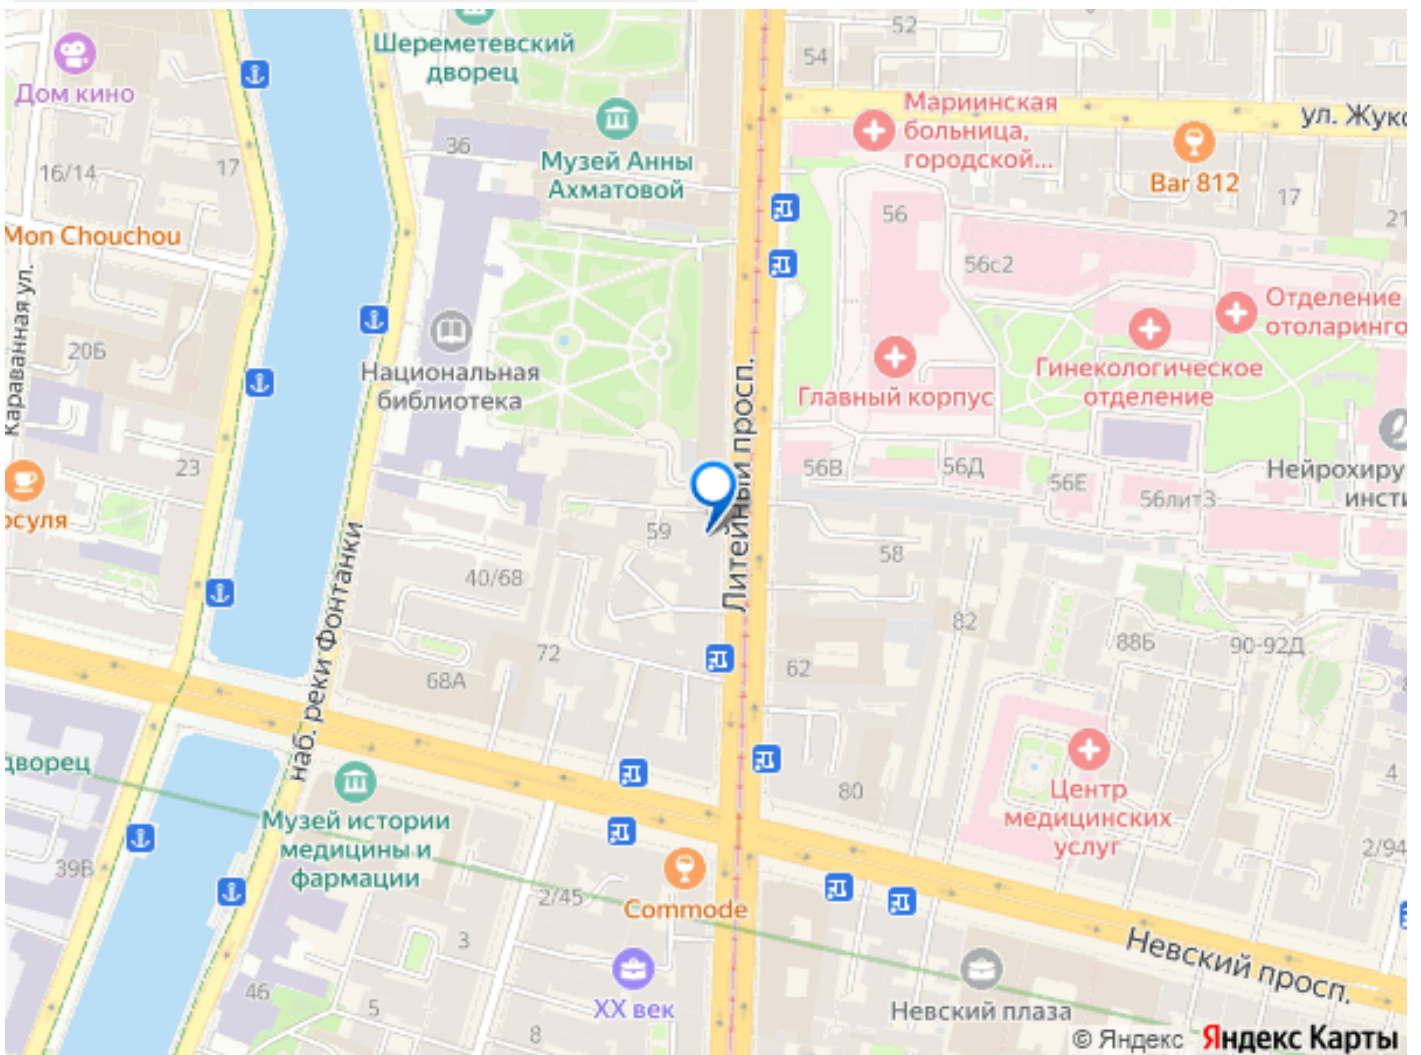 52
54
Шереметевский
дворец
Дом кино
Мариинская
больница,
городской...
ул. Жуко
36
Музей Анны
Ахматовой
Bar 812
16/14
17
17
56
21
Mon Chouchou
56с2
Караванная ул.
Отделение
отоларинго
20Б
Национальная
библиотека
Гинекологическое
отделение
Главный корпус
Литейный просп.
23
56В
56Д
56Е
56лит3
Нейрохиру
инсти
осуля
59
58
40/68
наб. реки Фонтанки
82
88Б
90-92Д
72
68А
62
дворец
4
80
Центр
медицинских
услуг
Музей истории
медицины и
фармации
2/94
39В
2/45
Commode
3
Невский просп.
46
5
XX век
8
Невский плаза
© Яндекс Яндекс Карты